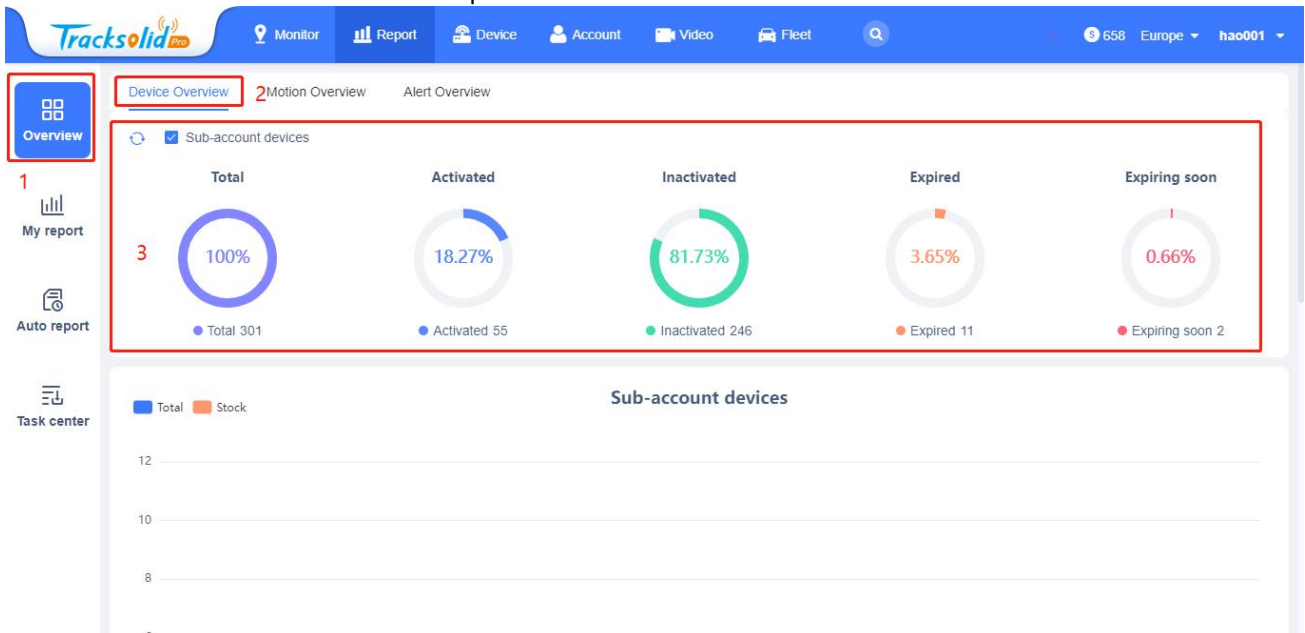 Tracksolid Pro
Monitor Report Device Account Video Fleet 658 Europe hao001
Overview
1
My report
Auto report
Task center
Device Overview 2 Motion Overview Alert Overview
Sub-account devices
Total Activated Inactivated Expired Expiring soon
3
100% 18.27% 81.73% 3.65% 0.66%
Total 301 Activated 55 Inactivated 246 Expired 11 Expiring soon 2
Total Stock Sub-account devices
12
10
8